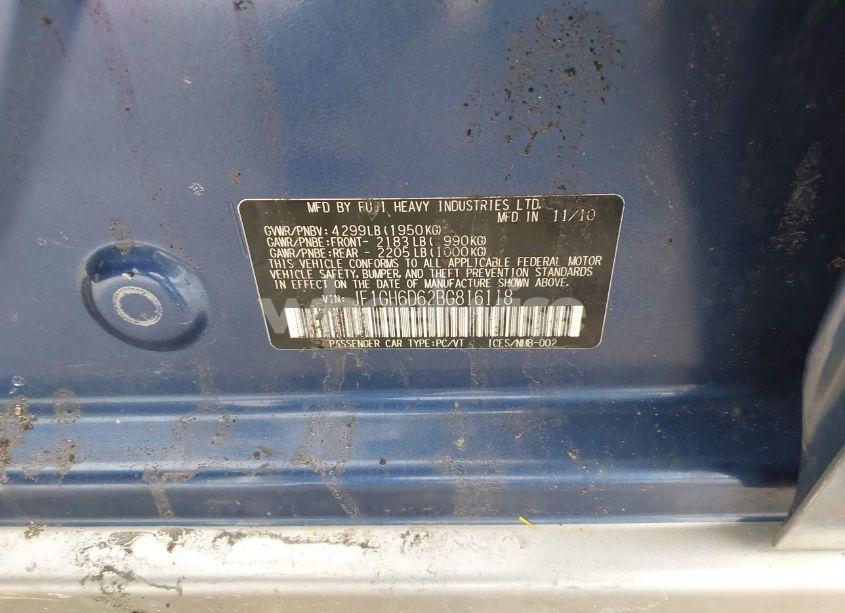 MFD BY FUJI HEAVY INDUSTRIES LTD.
MFD IN 11/10
GVWR/PNBV: 4299LB(1950KG)
GAWR/PNBE:FRONT- 2183LB( 990KG)
GAWR/PNBE:REAR - 2205LB(1000KG)
THIS VEHICLE CONFORMS TO ALL APPLICABLE FEDERAL MOTOR
VEHICLE SAFETY, BUMPER, AND THEFT PREVENTION STANDARDS
IN EFFECT ON THE DATE OF MANUFACTURE SHOWN ABOVE.
VIN: JF1GH6D62BG816118
PASSENGER CAR TYPE:PC/VT ICES/NMB-002